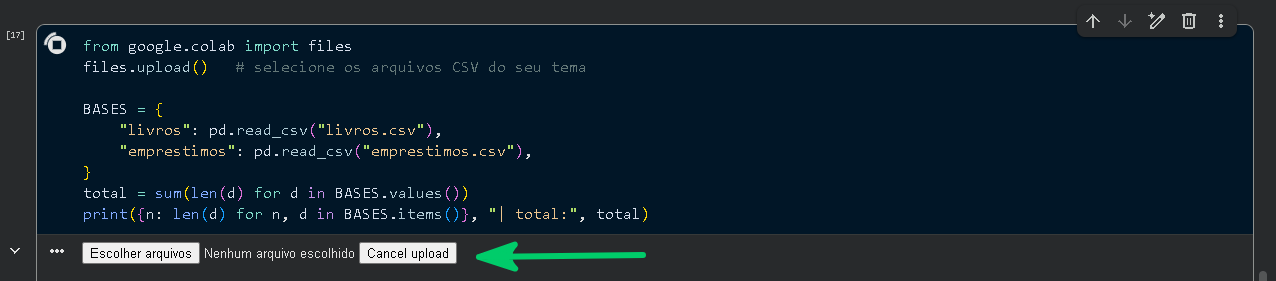 [17]
from google.colab import files
files.upload()   # selecione os arquivos CSV do seu tema
BASES = {
    "livros": pd.read_csv("livros.csv"),
    "emprestimos": pd.read_csv("emprestimos.csv"),
}
total = sum(len(d) for d in BASES.values())
print({n: len(d) for n, d in BASES.items()}, "| total:", total)
Escolher arquivos Nenhum arquivo escolhido Cancel upload